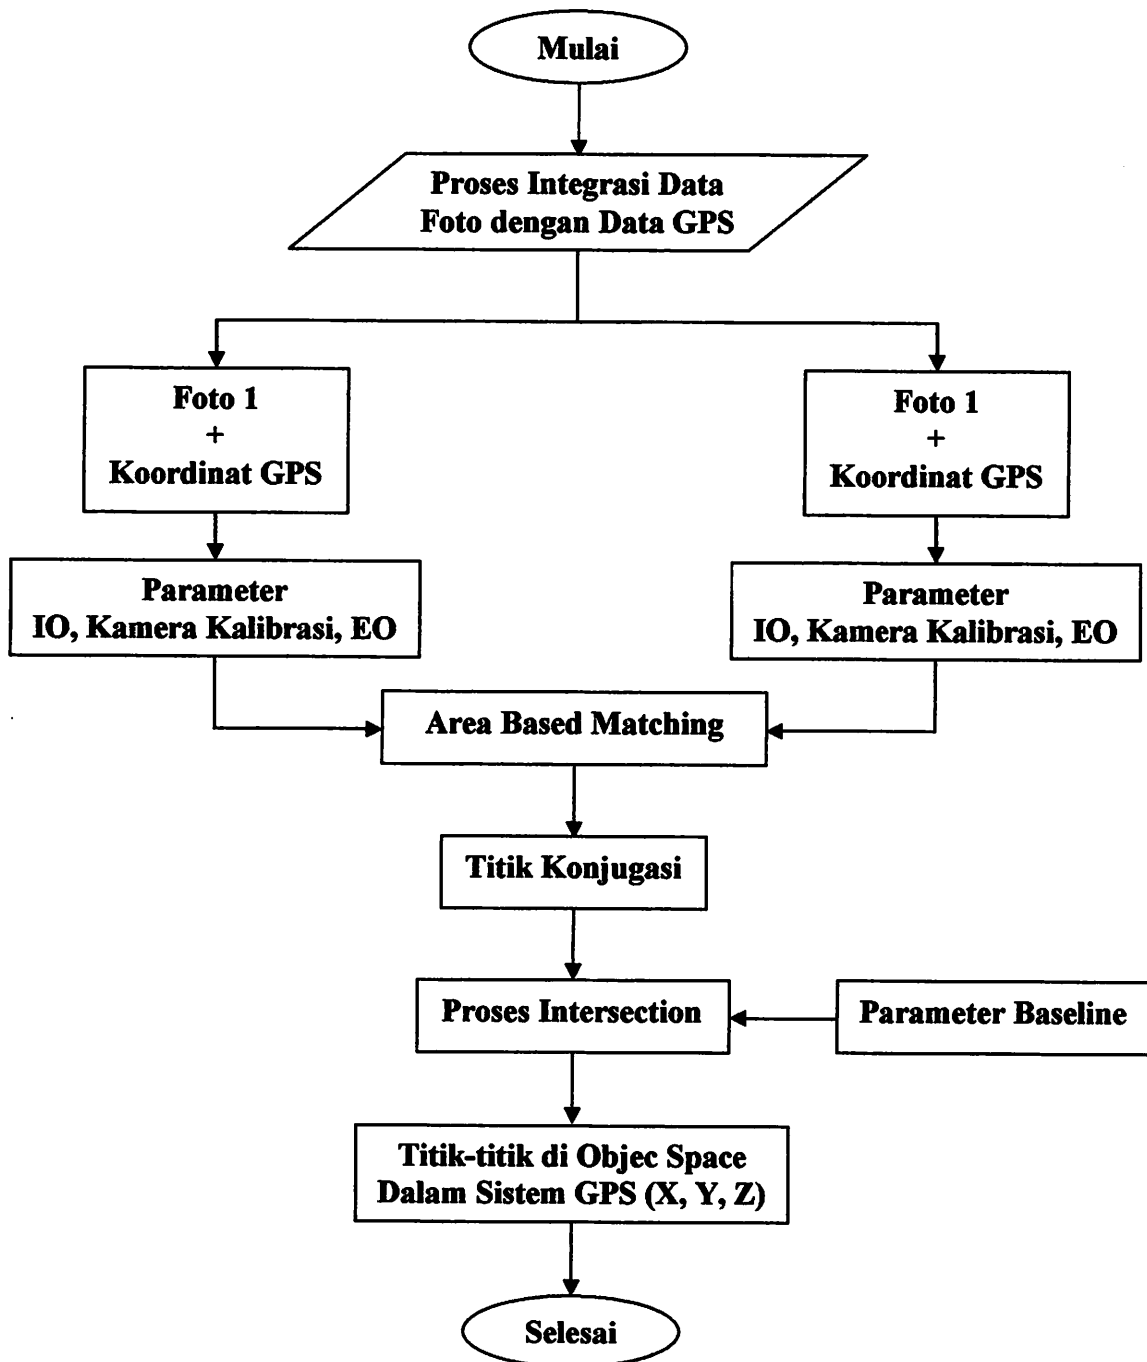 Mulai
Proses Integrasi Data
Foto dengan Data GPS
Foto 1
+
Koordinat GPS
Foto 1
+
Koordinat GPS
Parameter
IO, Kamera Kalibrasi, EO
Parameter
IO, Kamera Kalibrasi, EO
Area Based Matching
Titik Konjugasi
Proses Intersection
Parameter Baseline
Titik-titik di Objec Space
Dalam Sistem GPS (X, Y, Z)
Selesai